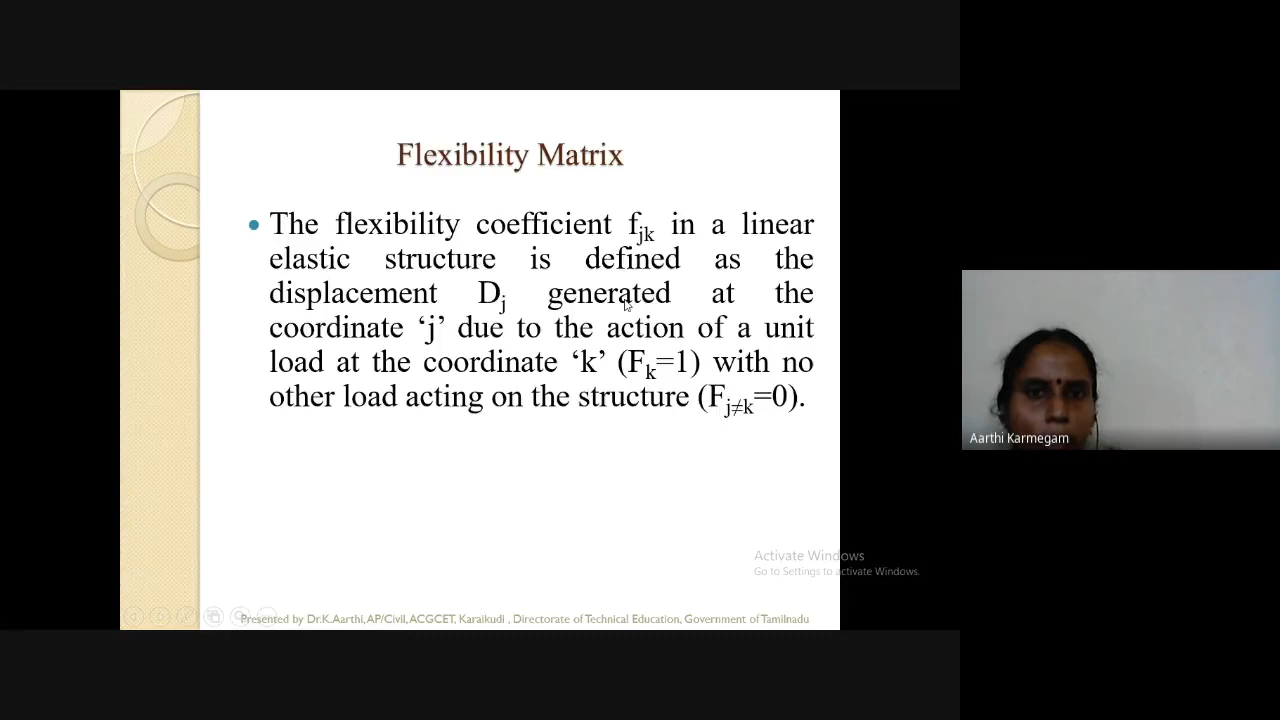 Flexibility Matrix
• The flexibility coefficient fjk in a linear
elastic structure is defined as the
displacement Dj generated at the
coordinate ‘j’ due to the action of a unit
load at the coordinate ‘k’ (Fk=1) with no
other load acting on the structure (Fj≠k=0).
Aarthi Karmegam
Activate Windows
Go to Settings to activate Windows.
Presented by Dr.K.Aarthi, AP/Civil, ACGCET, Karaikudi , Directorate of Technical Education, Government of Tamilnadu